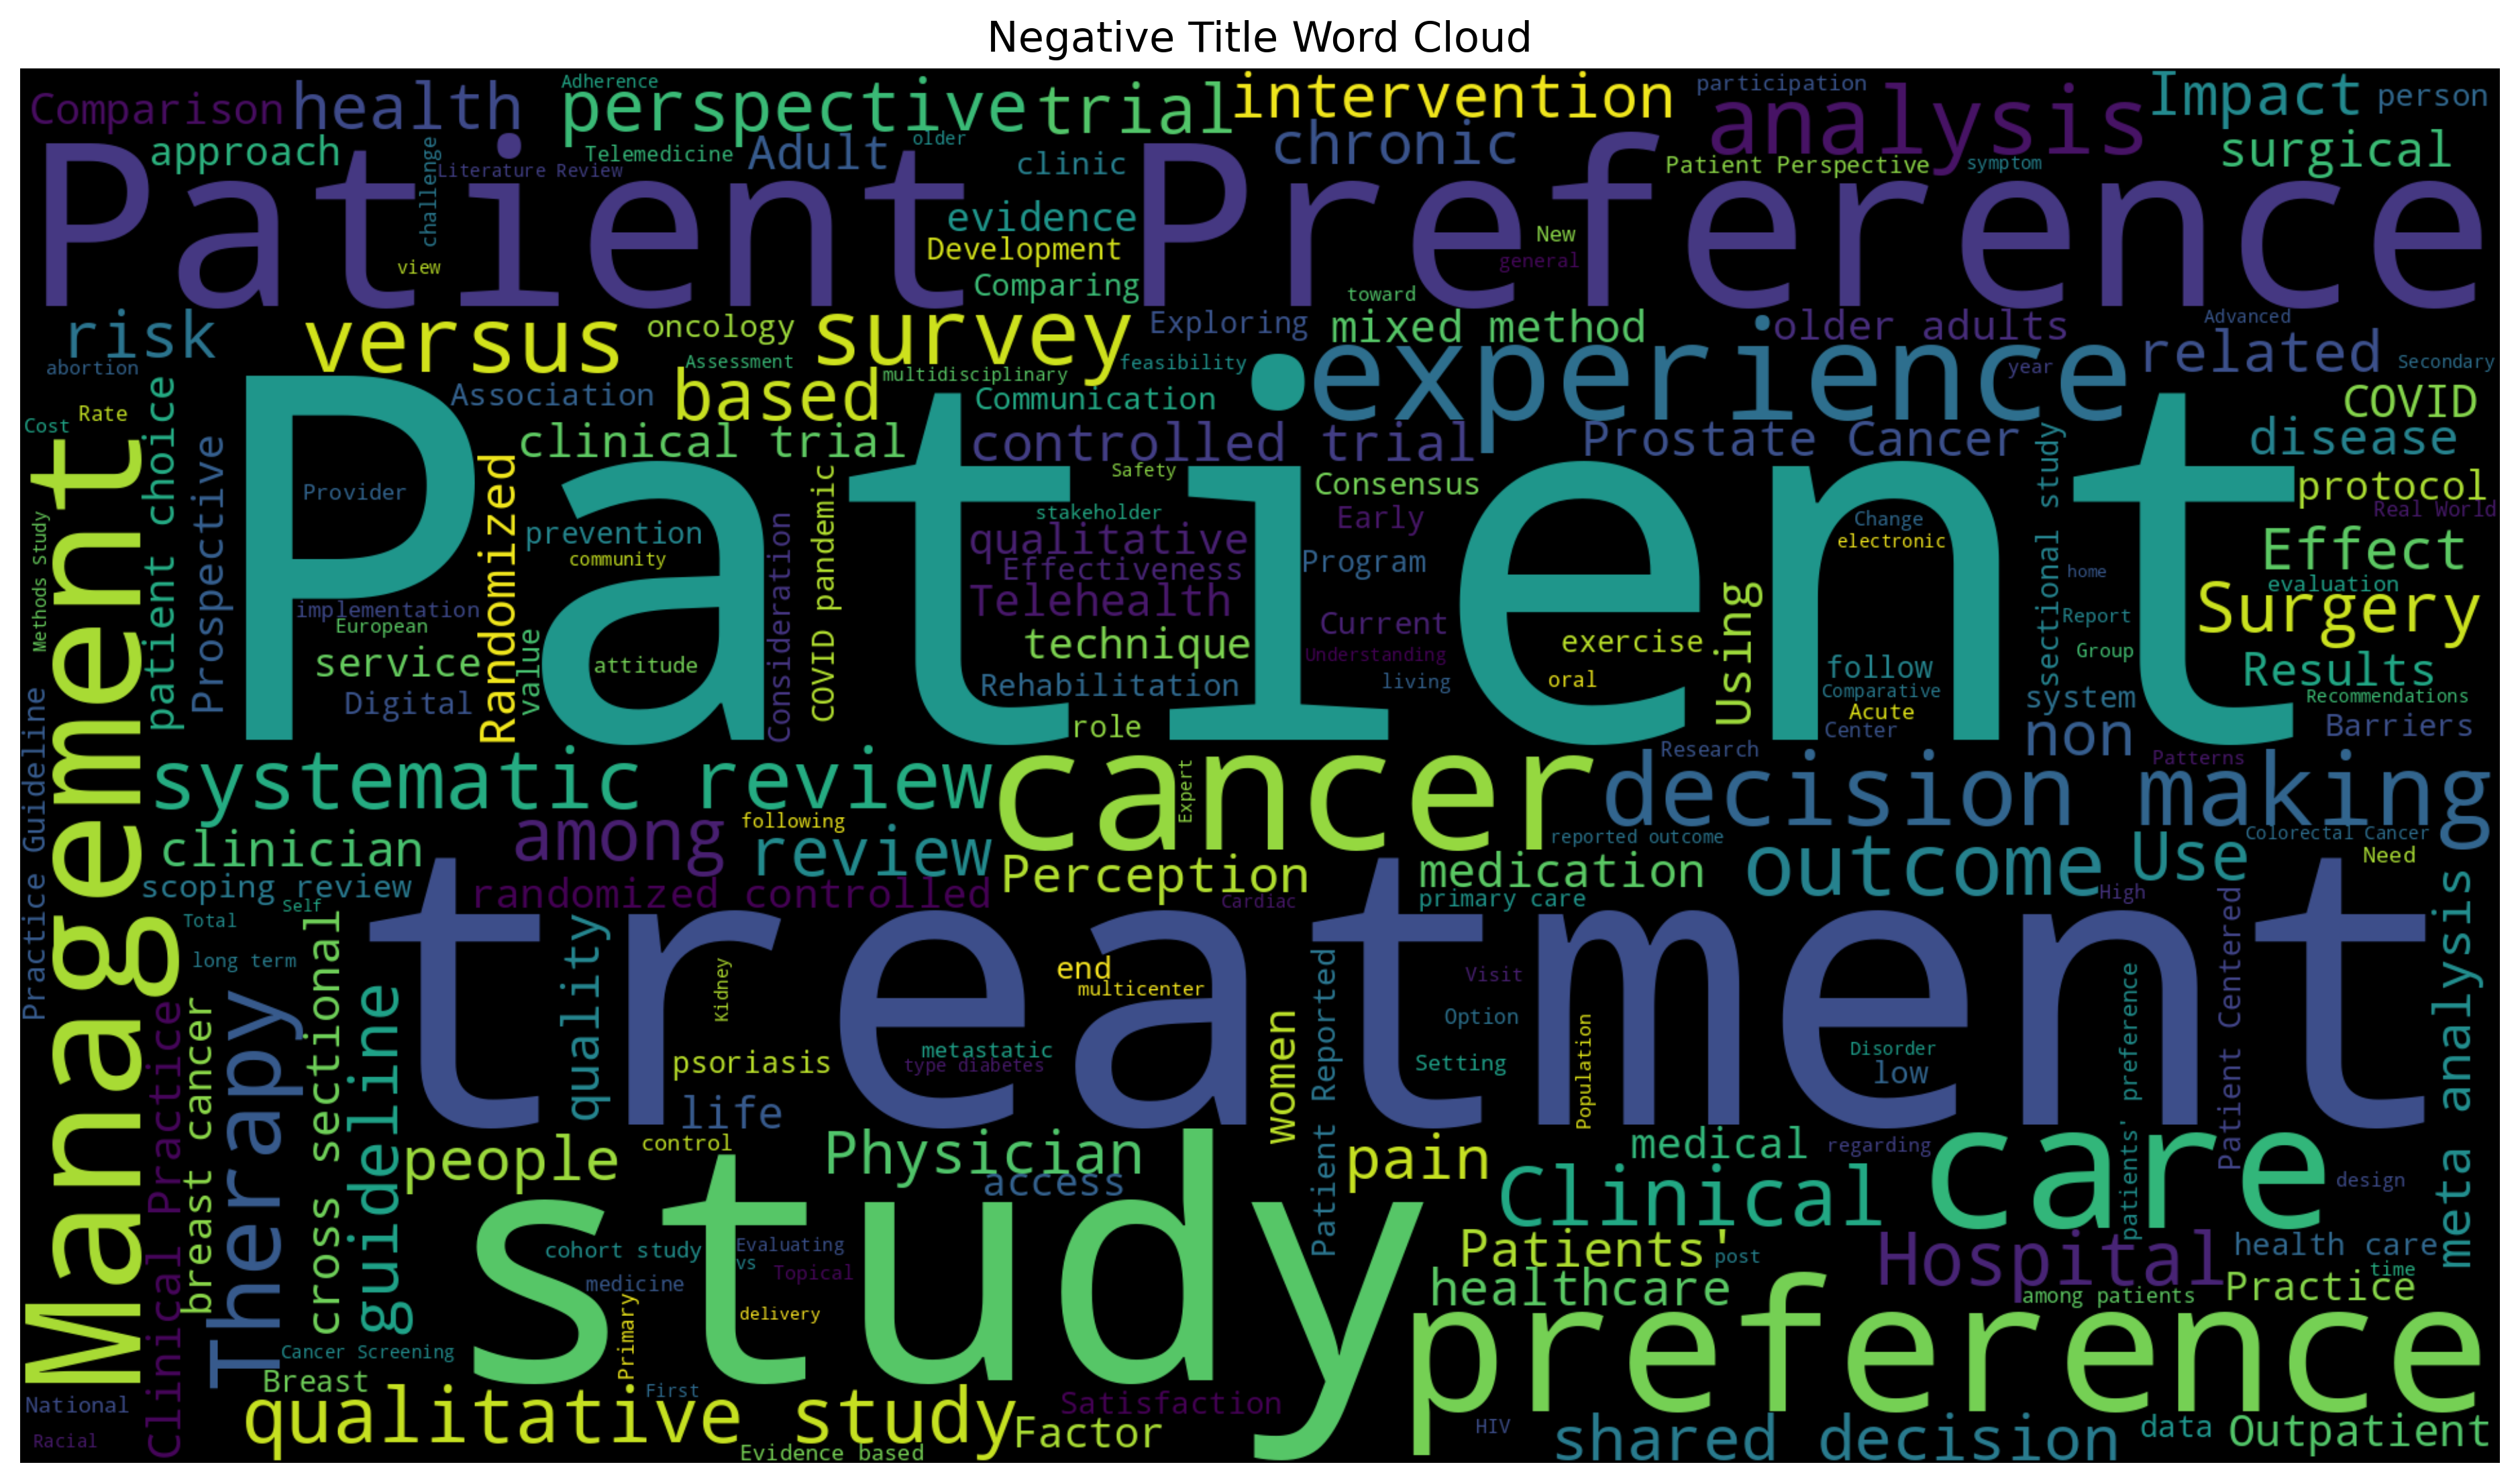 Negative Title Word Cloud
Comparison
health
Adherence
perspective
trial
intervention
participation
analysis
Impact
person
approach
challenge
Literature Review
Telemedicine
Adult
older
clinic
chronic
Patient Perspective
symptom
surgical
Patient Preference
view
evidence
Development
Comparing
New
general
toward
risk
versus
oncology
survey
Exploring
mixed method
older adults
Advanced
abortion
Assessment
multidisciplinary
feasibility
experience
year
related
Secondary
Cost
Rate
patient choice
Association
based
Communication
COVID
Prospective
clinical trial
controlled trial
Prostate Cancer
sectional study
disease
Management
Patient
Provider
Randomized
prevention
community
Consideration
COVID pandemic
Safety
stakeholder
qualitative
Effectiveness
Telehealth
Consensus
Early
Program
Change
electronic
home
protocol
Real World
Effect
evaluation
Methods Study
implementation
European
service
value
attitude
technique
Current
Understanding
exercise
Using
follow
Report
Group
Surgery
Digital
Rehabilitation
living
oral
Comparative
Acute
Center
system
Results
Recommendations
role
non
Barriers
Practice Guideline
systematic review
cancer
Expert
Research
decision making
Patterns
clinician
among
following
review
Perception
reported outcome
medication
outcome
Use
Colorectal Cancer
Need
scoping review
Self
randomized controlled
Cardiac
primary care
High
meta analysis
Total
long term
treatment
quality
Kidney
end
multicenter
Patient Reported
Visit
Option
Population
patients' preference
Patient Centered
Clinical Practice
breast cancer
Therapy
cross sectional
guideline
psoriasis
metastatic
type diabetes
women
Setting
Disorder
low
life
people
control
Physician
access
pain
medical
regarding
care
design
study
cohort study
Evaluating
vs
Topical
medicine
Primary
delivery
Clinical
Patients'
post
Hospital
health care
time
healthcare
among patients
Practice
preference
Cancer Screening
Breast
First
National
Racial
qualitative study
Satisfaction
Factor
Evidence based
HIV
shared decision
data
Outpatient